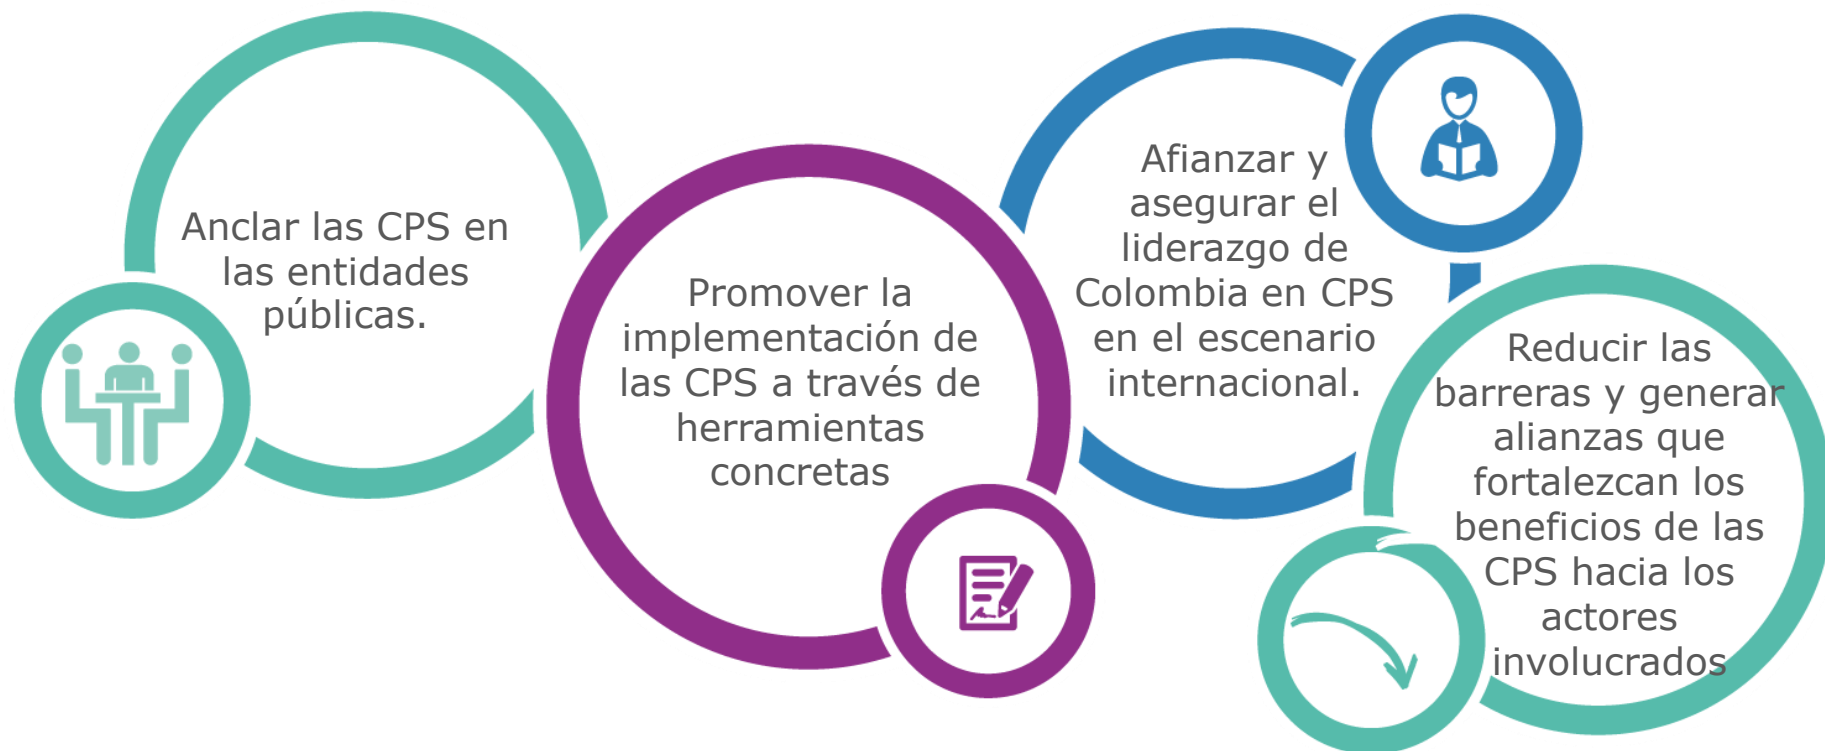 Anclar las CPS en
las entidades
públicas.
Promover la
implementación de
las CPS a través de
herramientas
concretas
Afianzar y
asegurar el
liderazgo de
Colombia en CPS
en el escenario
internacional.
Reducir las
barreras y generar
alianzas que
fortalezcan los
beneficios de las
CPS hacia los
actores
involucrados